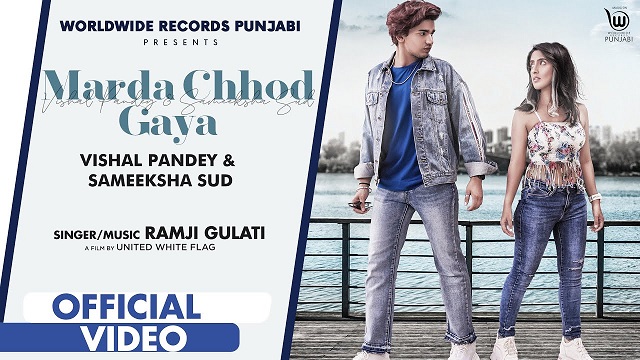 WORLDWIDE RECORDS PUNJABI
PRESENTS
Marda Chhod
Vishal Pandey & Sameeksha Sud
Gaya
VISHAL PANDEY &
SAMEEKSHA SUD
SINGER/MUSIC RAMJI GULATI
A FILM BY UNITED WHITE FLAG
OFFICIAL
VIDEO
PUNJABI